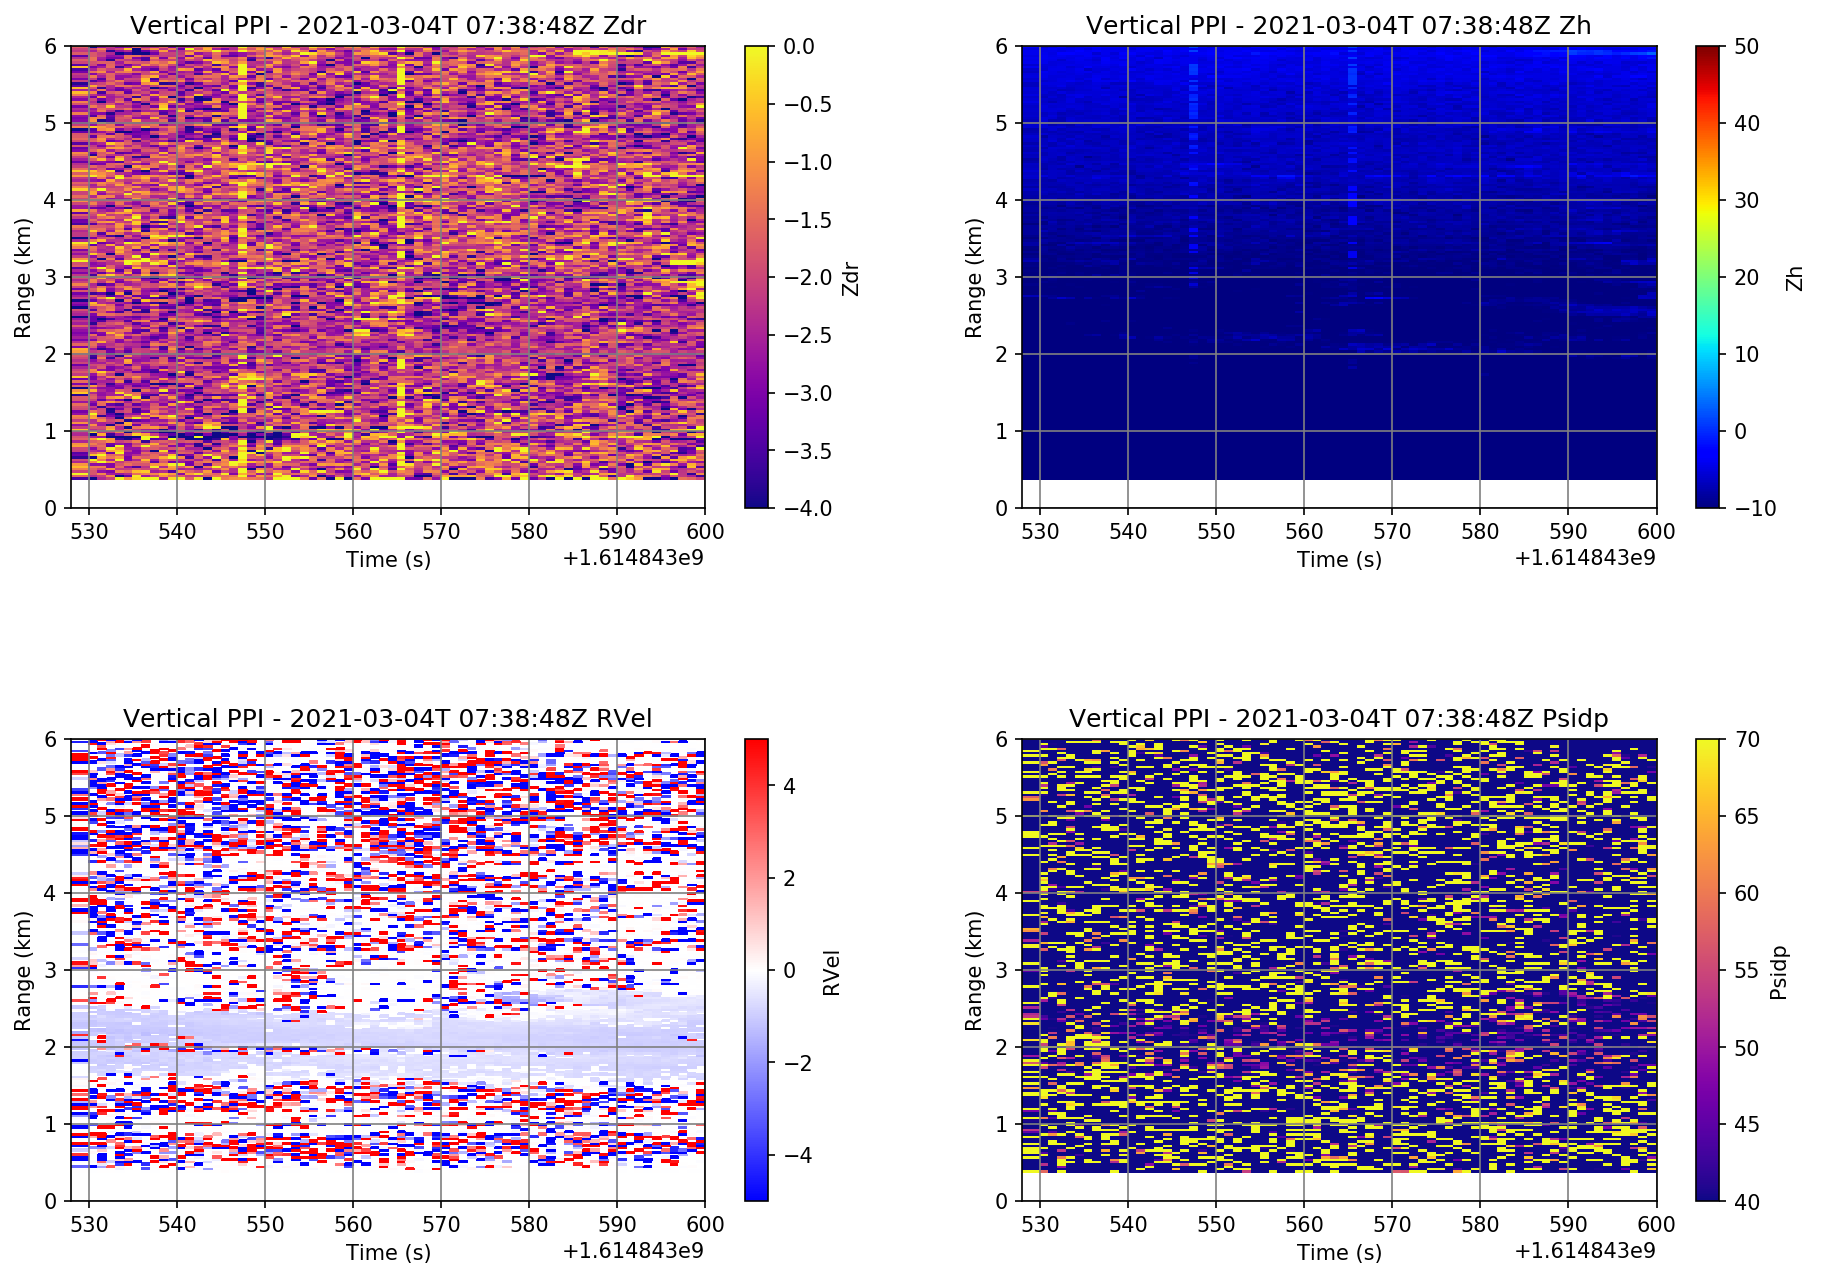 Vertical PPI - 2021-03-04T 07:38:48Z Zdr
6
5
4
3
2
1
0
Range (km)
530 540 550 560 570 580 590 600
Time (s)
+1.614843e9
0.0
−0.5
−1.0
−1.5
−2.0
−2.5
−3.0
−3.5
−4.0
Zdr
Vertical PPI - 2021-03-04T 07:38:48Z Zh
6
5
4
3
2
1
0
Range (km)
530 540 550 560 570 580 590 600
Time (s)
+1.614843e9
50
40
30
20
10
0
−10
Zh
Vertical PPI - 2021-03-04T 07:38:48Z RVel
6
5
4
3
2
1
0
Range (km)
530 540 550 560 570 580 590 600
Time (s)
+1.614843e9
4
2
0
−2
−4
RVel
Vertical PPI - 2021-03-04T 07:38:48Z Psidp
6
5
4
3
2
1
0
Range (km)
530 540 550 560 570 580 590 600
Time (s)
+1.614843e9
70
65
60
55
50
45
40
Psidp